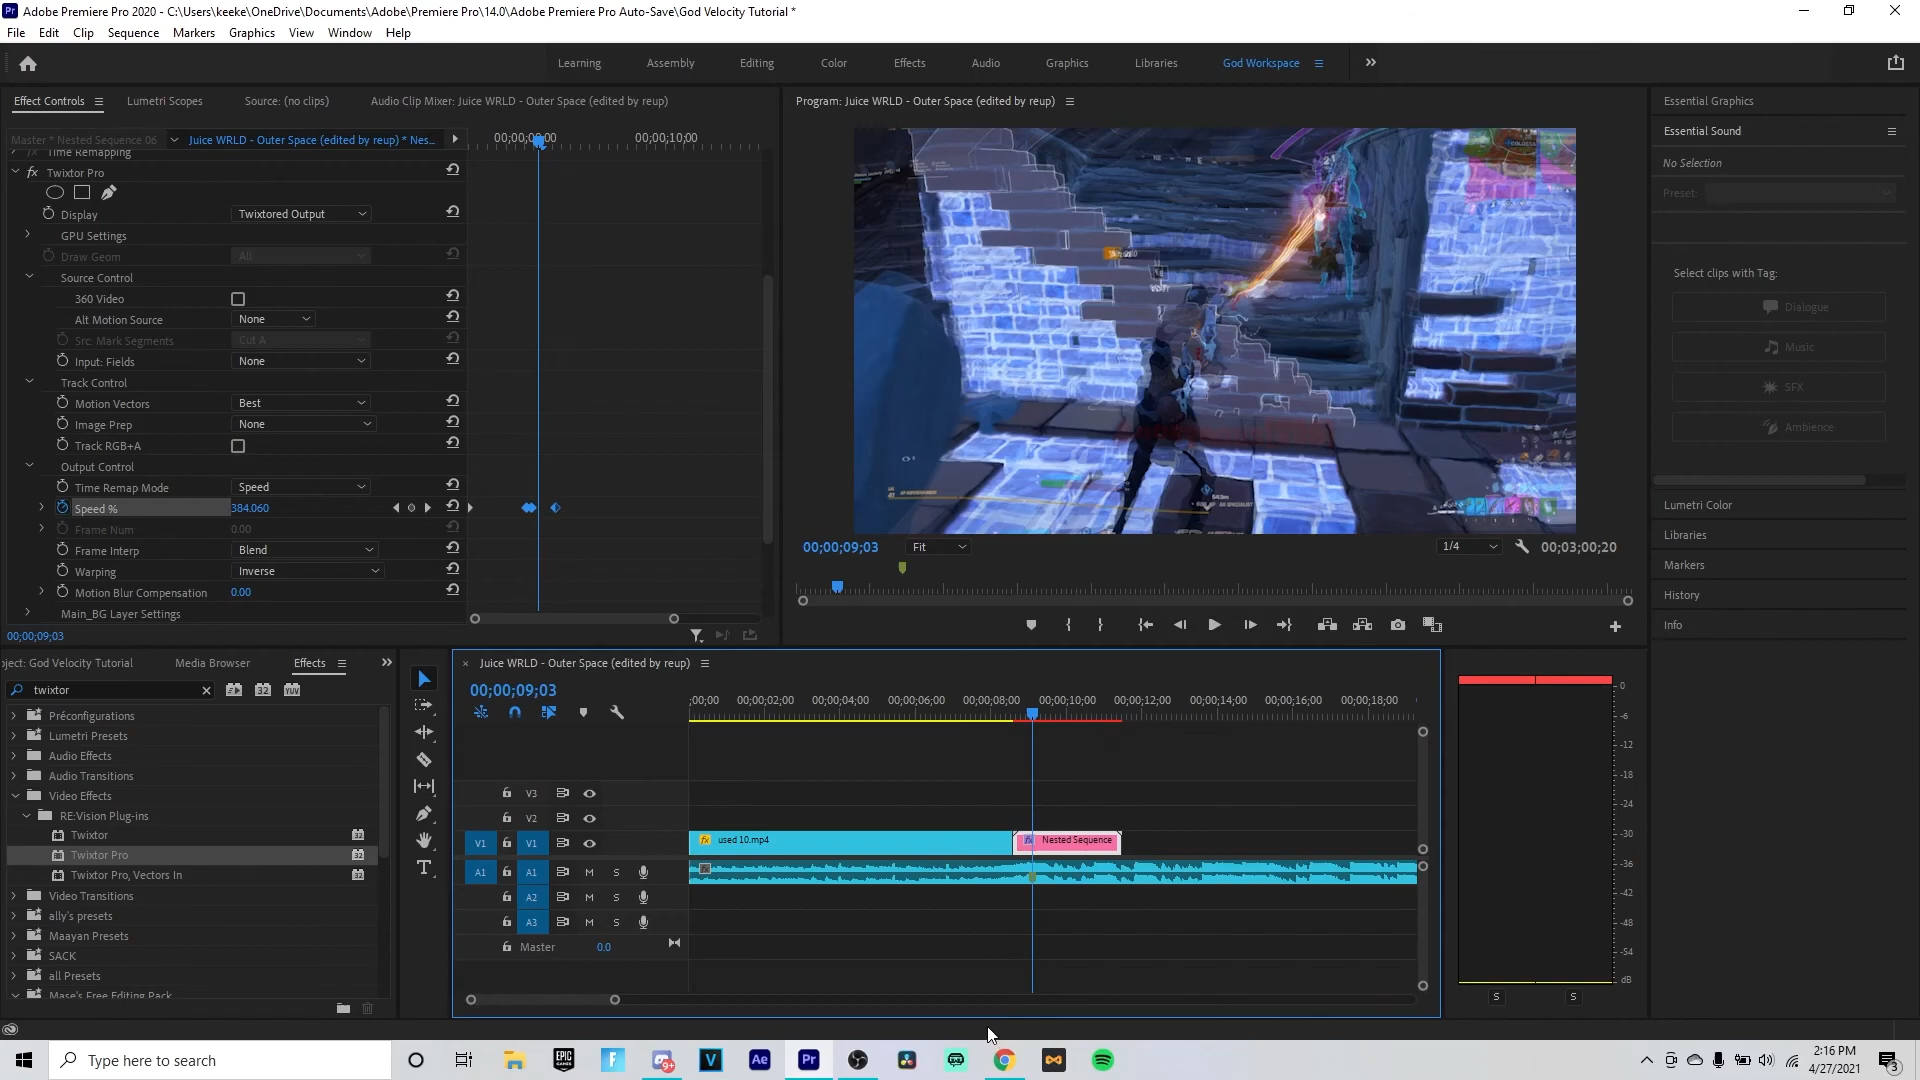 Adobe Premiere Pro 2020 - C:\Users\keeke\OneDrive\Documents\Adobe\Premiere Pro\14.0\Adobe Premiere Pro Auto-Save\God Velocity Tutorial *
File Edit Clip Sequence Markers Graphics View Window Help
Learning Assembly Editing Color Effects Audio Graphics Libraries God Workspace
Effect Controls Lumetri Scopes Source: (no clips) Audio Clip Mixer: Juice WRLD - Outer Space (edited by reup)
Master * Nested Sequence 06 Juice WRLD - Outer Space (edited by reup) * Nes...
00;00;10;00
Time Remapping
fx Twixtor Pro
Display Twixtored Output
GPU Settings
Draw Geom All
Source Control
360 Video
Alt Motion Source None
Src: Mark Segments Cut A
Input: Fields None
Track Control
Motion Vectors Best
Image Prep None
Track RGB+A
Output Control
Time Remap Mode Speed
Speed % 384.060
Frame Num 0.00
Frame Interp Blend
Warping Inverse
Motion Blur Compensation 0.00
Main_BG Layer Settings
00;00;09;03
Program: Juice WRLD - Outer Space (edited by reup)
00;00;09;03 Fit 1/4 00;03;00;20
Essential Graphics
Essential Sound
No Selection
Preset:
Select clips with Tag:
Dialogue
Music
SFX
Ambience
Lumetri Color
Libraries
Markers
History
Info
oject: God Velocity Tutorial Media Browser Effects
twixtor 32 YUV
Préconfigurations
Lumetri Presets
Audio Effects
Audio Transitions
Video Effects
RE:Vision Plug-ins
Twixtor 32
Twixtor Pro 32
Twixtor Pro, Vectors In 32
Video Transitions
ally's presets
Maayan Presets
SACK
all Presets
Mase's Free Editing Pack
Juice WRLD - Outer Space (edited by reup)
00;00;09;03
;00;00 00;00;02;00 00;00;04;00 00;00;06;00 00;00;08;00 00;00;10;00 00;00;12;00 00;00;14;00 00;00;16;00 00;00;18;00
V3
V2
V1 V1 fx used 10.mp4 fx Nested Sequence
A1 A1 M S
A2 M S
A3 M S
Master 0.0
0
-6
-12
-18
-24
-30
-36
-42
-48
-54
dB
S S
Type here to search
EPIC GAMES
9+
V
Ae
Pr
2:16 PM
4/27/2021
3